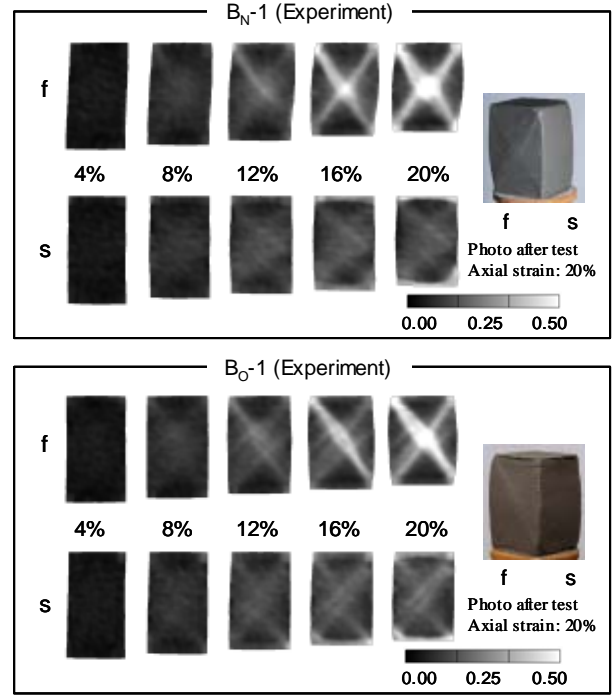 B_N-1 (Experiment)
f
4% 8% 12% 16% 20%
s
f s
Photo after test
Axial strain: 20%
0.00 0.25 0.50
B_O-1 (Experiment)
f
4% 8% 12% 16% 20%
s
f s
Photo after test
Axial strain: 20%
0.00 0.25 0.50